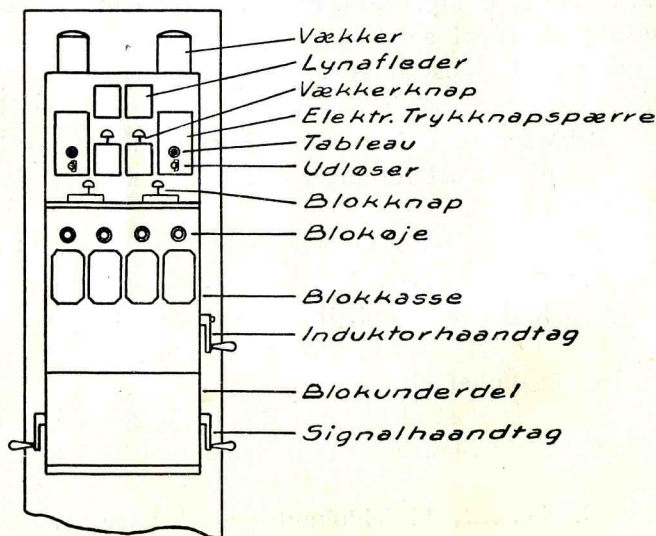 Vækker
Lynafleder
Vækkerknap
Elektr. Trykknapspærre
Tableau
Udløser
Blokknap
Blokøje
Blokkasse
Induktorhaandtag
Blokunderdel
Signalhaandtag